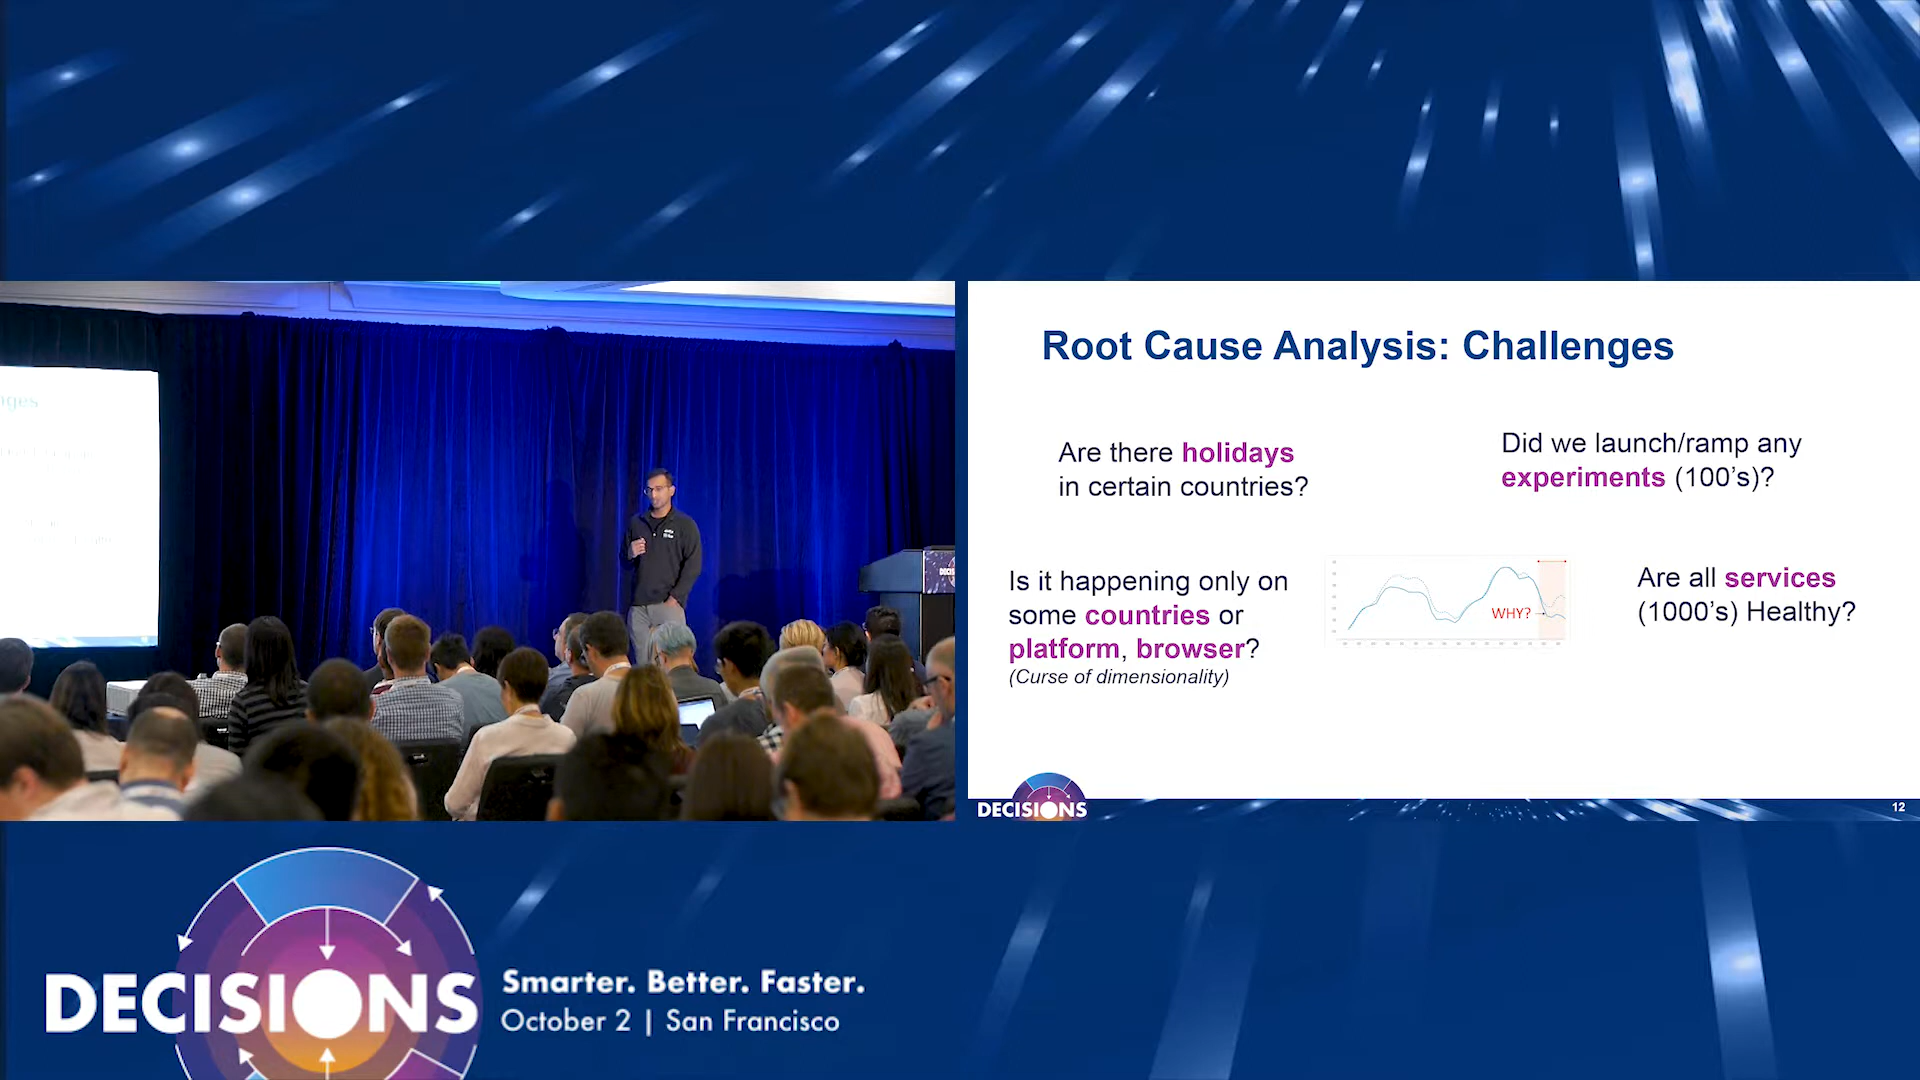 nges
Root Cause Analysis: Challenges
Are there holidays
in certain countries?
Did we launch/ramp any
experiments (100’s)?
Is it happening only on
some countries or
platform, browser?
(Curse of dimensionality)
WHY?
Are all services
(1000’s) Healthy?
DECISIONS
12
DECISIONS
Smarter. Better. Faster.
October 2 | San Francisco